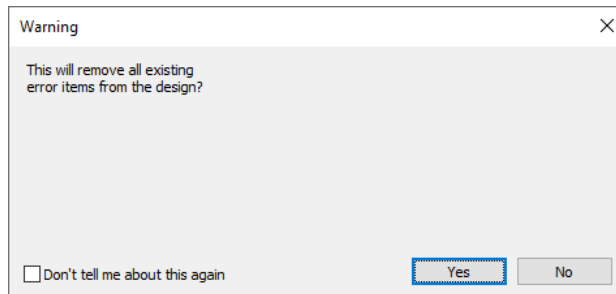 Warning
This will remove all existing
error items from the design?
Don't tell me about this again
Yes
No